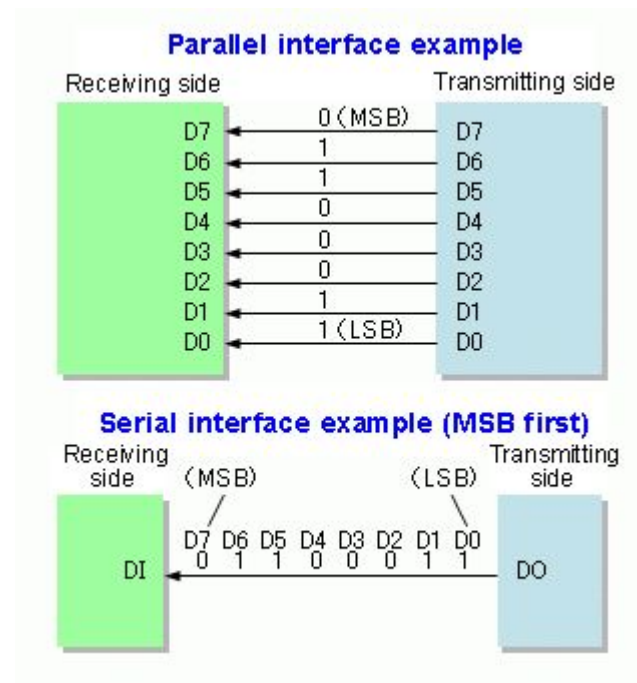 Parallel interface example
Receiving side Transmitting side
D7 0(MSB) D7
D6 1 D6
D5 1 D5
D4 0 D4
D3 0 D3
D2 0 D2
D1 1 D1
D0 1(LSB) D0
Serial interface example (MSB first)
Receiving side
Transmitting side
(MSB) (LSB)
D7 D6 D5 D4 D3 D2 D1 D0
0 1 1 0 0 0 1 1
DI DO